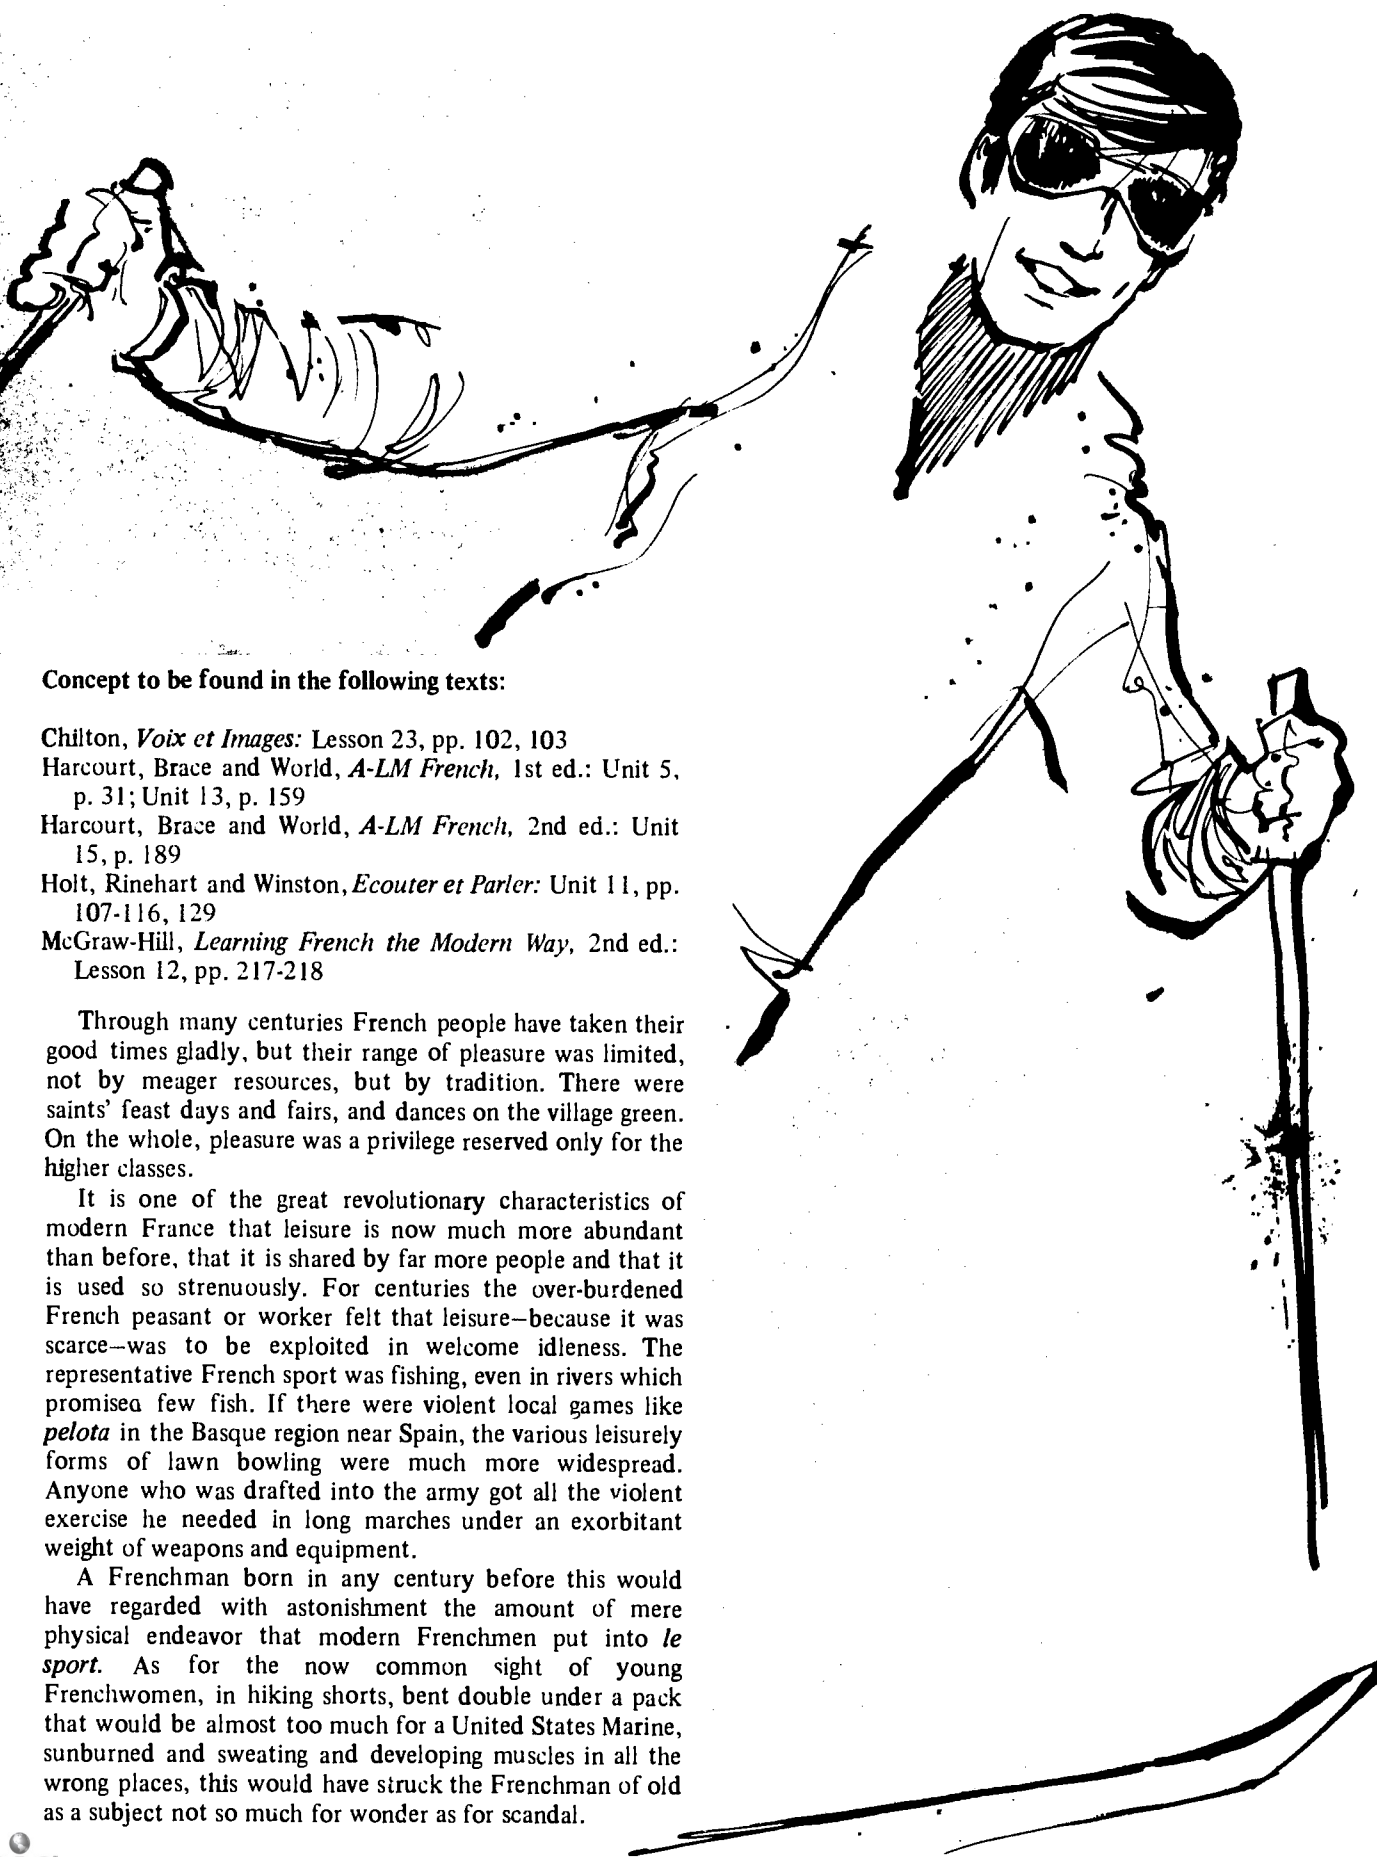 Concept to be found in the following texts:
Chilton, Voix et Images: Lesson 23, pp. 102, 103
Harcourt, Brace and World, A-LM French, 1st ed.: Unit 5,
p. 31; Unit 13, p. 159
Harcourt, Brace and World, A-LM French, 2nd ed.: Unit
15, p. 189
Holt, Rinehart and Winston, Ecouter et Parler: Unit 11, pp.
107-116, 129
McGraw-Hill, Learning French the Modern Way, 2nd ed.:
Lesson 12, pp. 217-218
Through many centuries French people have taken their
good times gladly, but their range of pleasure was limited,
not by meager resources, but by tradition. There were
saints' feast days and fairs, and dances on the village green.
On the whole, pleasure was a privilege reserved only for the
higher classes.
It is one of the great revolutionary characteristics of
modern France that leisure is now much more abundant
than before, that it is shared by far more people and that it
is used so strenuously. For centuries the over-burdened
French peasant or worker felt that leisure—because it was
scarce—was to be exploited in welcome idleness. The
representative French sport was fishing, even in rivers which
promised few fish. If there were violent local games like
pelota in the Basque region near Spain, the various leisurely
forms of lawn bowling were much more widespread.
Anyone who was drafted into the army got all the violent
exercise he needed in long marches under an exorbitant
weight of weapons and equipment.
A Frenchman born in any century before this would
have regarded with astonishment the amount of mere
physical endeavor that modern Frenchmen put into le
sport. As for the now common sight of young
Frenchwomen, in hiking shorts, bent double under a pack
that would be almost too much for a United States Marine,
sunburned and sweating and developing muscles in all the
wrong places, this would have struck the Frenchman of old
as a subject not so much for wonder as for scandal.